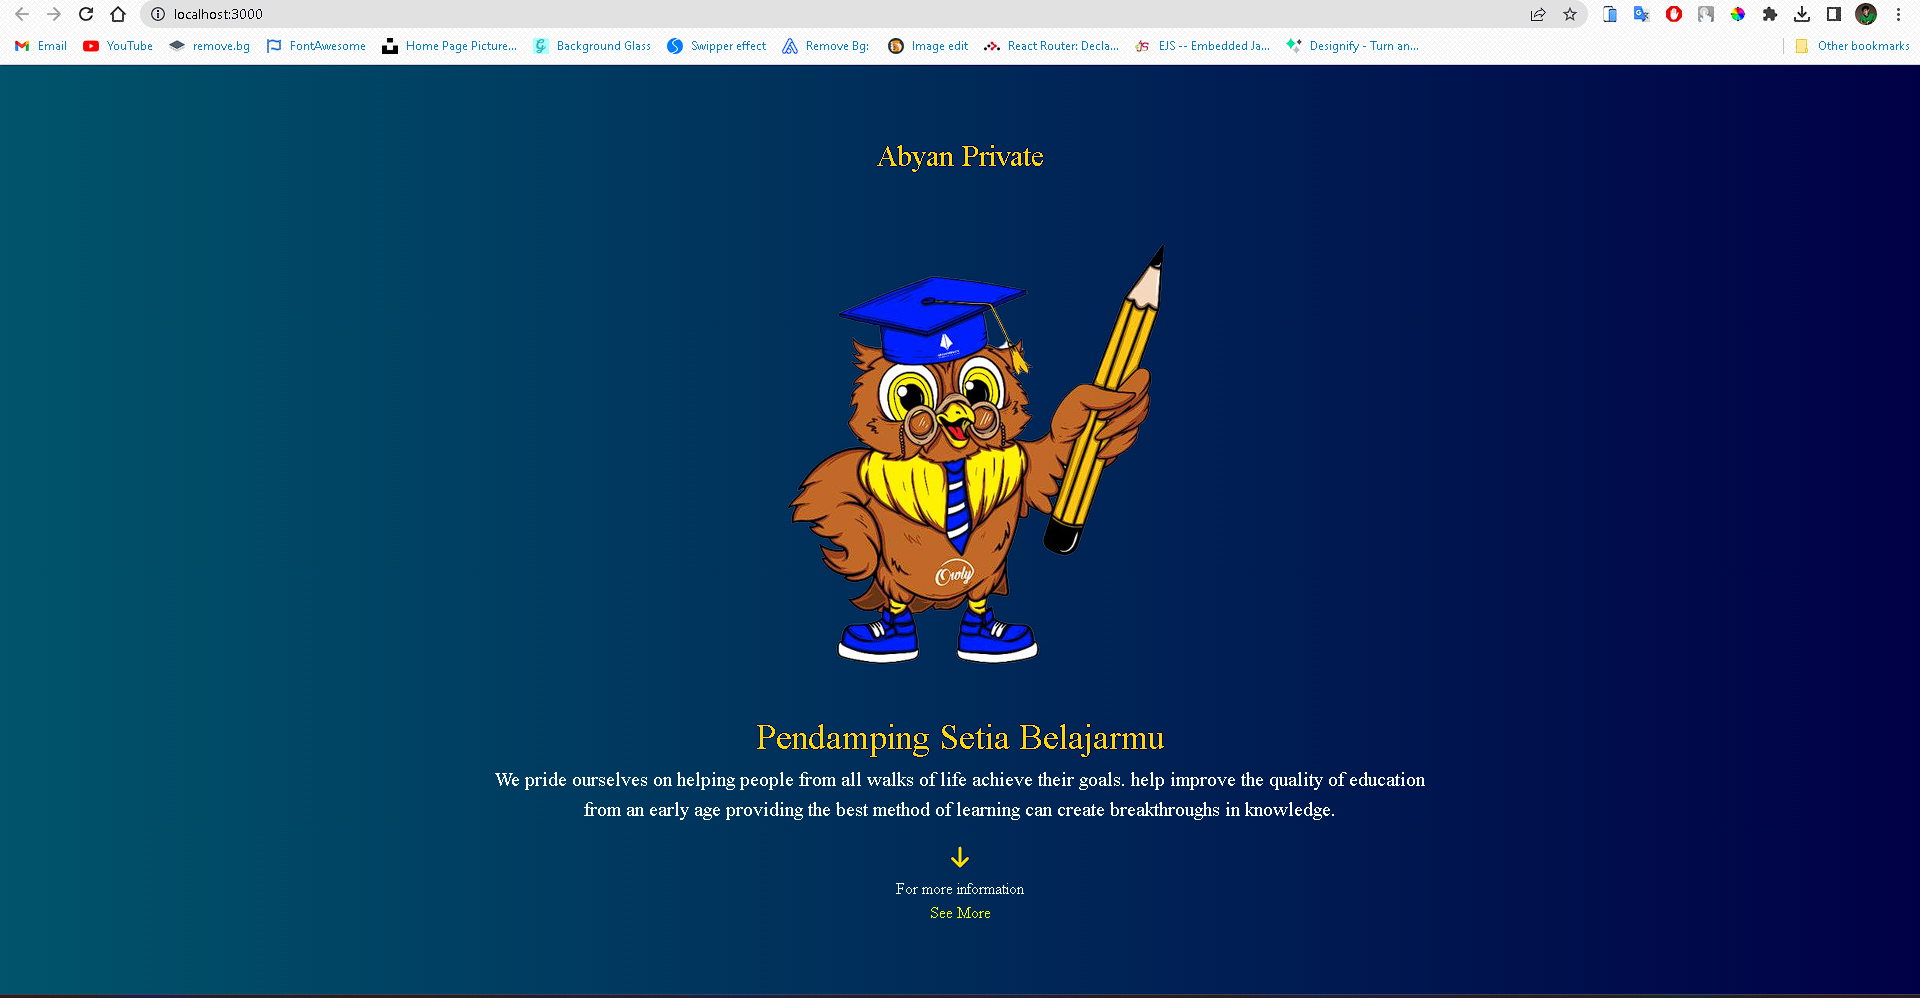 localhost:3000
Email YouTube remove.bg FontAwesome Home Page Picture... Background Glass Swipper effect Remove Bg: Image edit React Router: Decla... EJS -- Embedded Ja... Designify - Turn an... Other bookmarks
Abyan Private
Owly
Pendamping Setia Belajarmu
We pride ourselves on helping people from all walks of life achieve their goals. help improve the quality of education
from an early age providing the best method of learning can create breakthroughs in knowledge.
For more information
See More